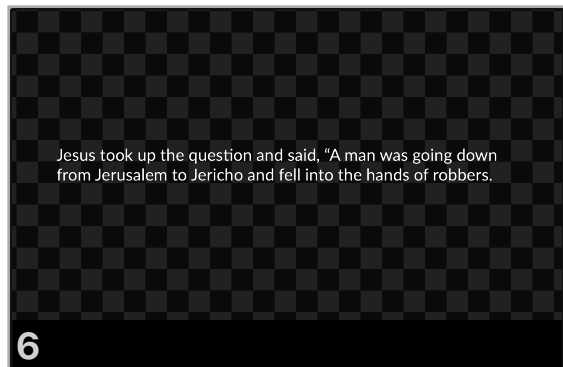 Jesus took up the question and said, “A man was going down
from Jerusalem to Jericho and fell into the hands of robbers.
6